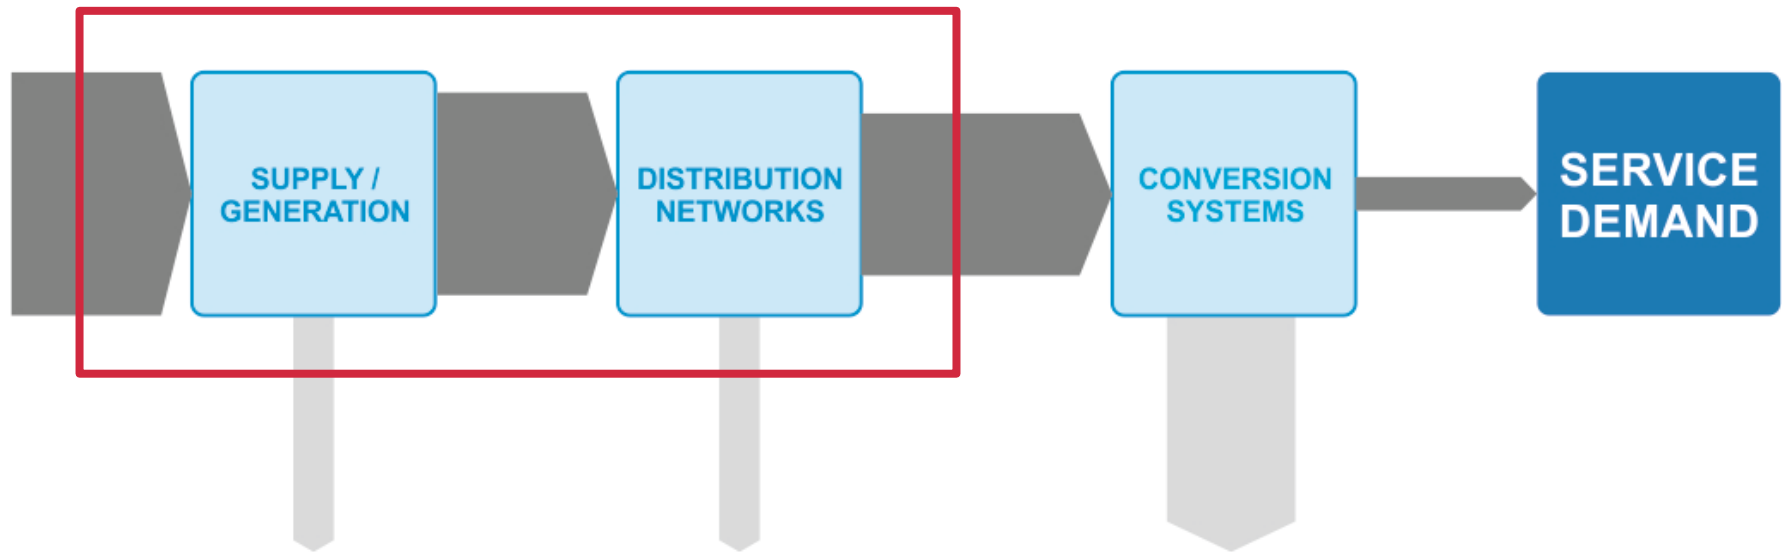 SUPPLY /
GENERATION
DISTRIBUTION
NETWORKS
CONVERSION
SYSTEMS
SERVICE
DEMAND